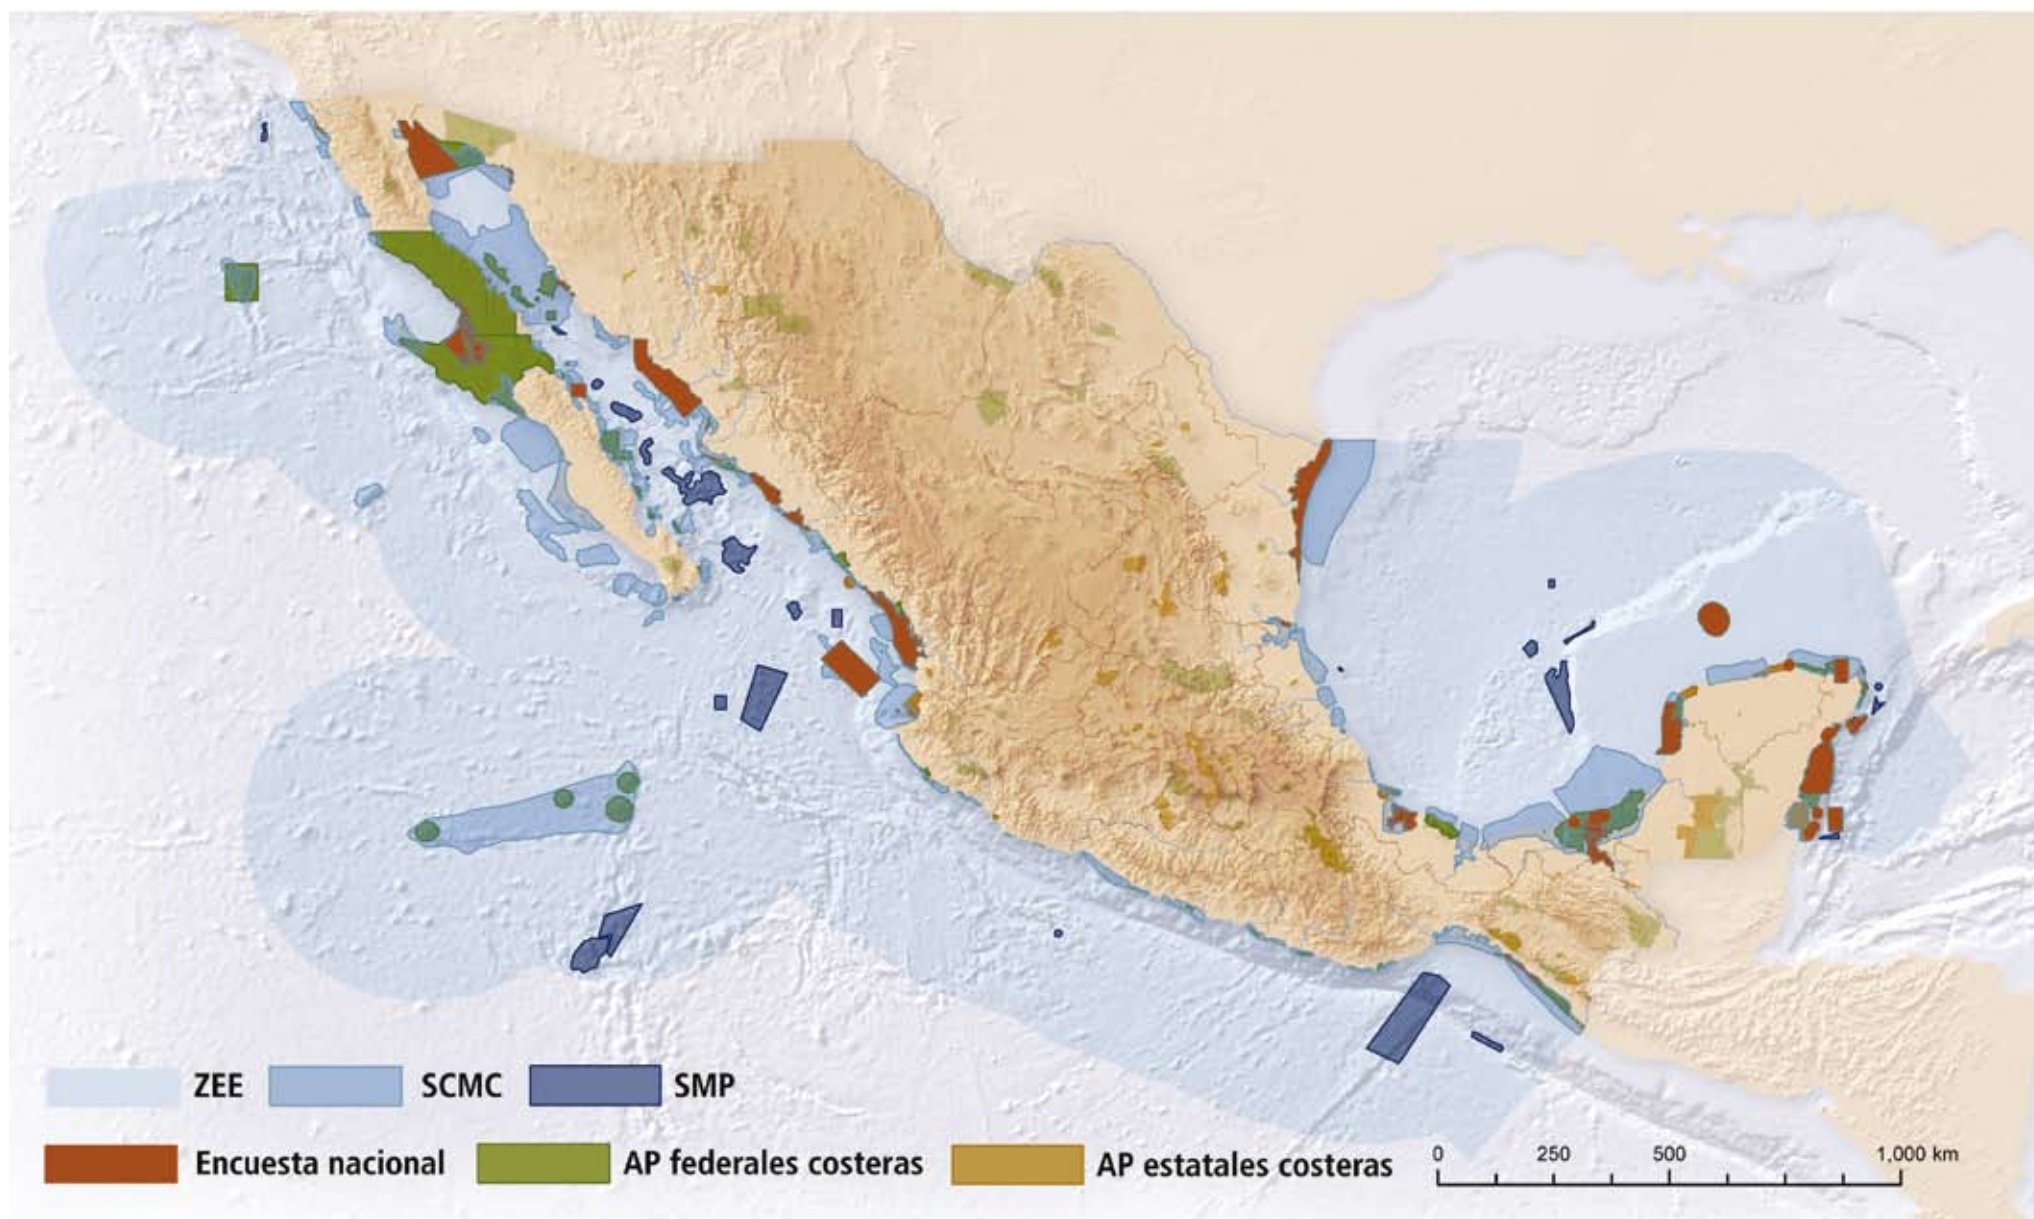 ZEE SCMC SMP
Encuesta nacional AP federales costeras AP estatales costeras
0 250 500 1,000 km